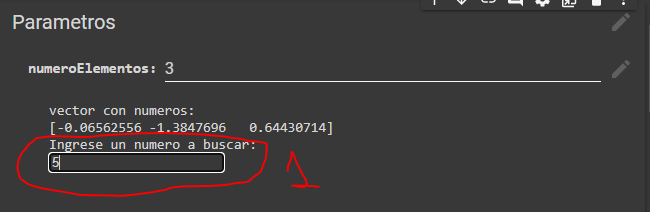 Parametros
numeroElementos: 3
vector con numeros:
[-0.06562556 -1.3847696   0.64430714]
Ingrese un numero a buscar:
5
1